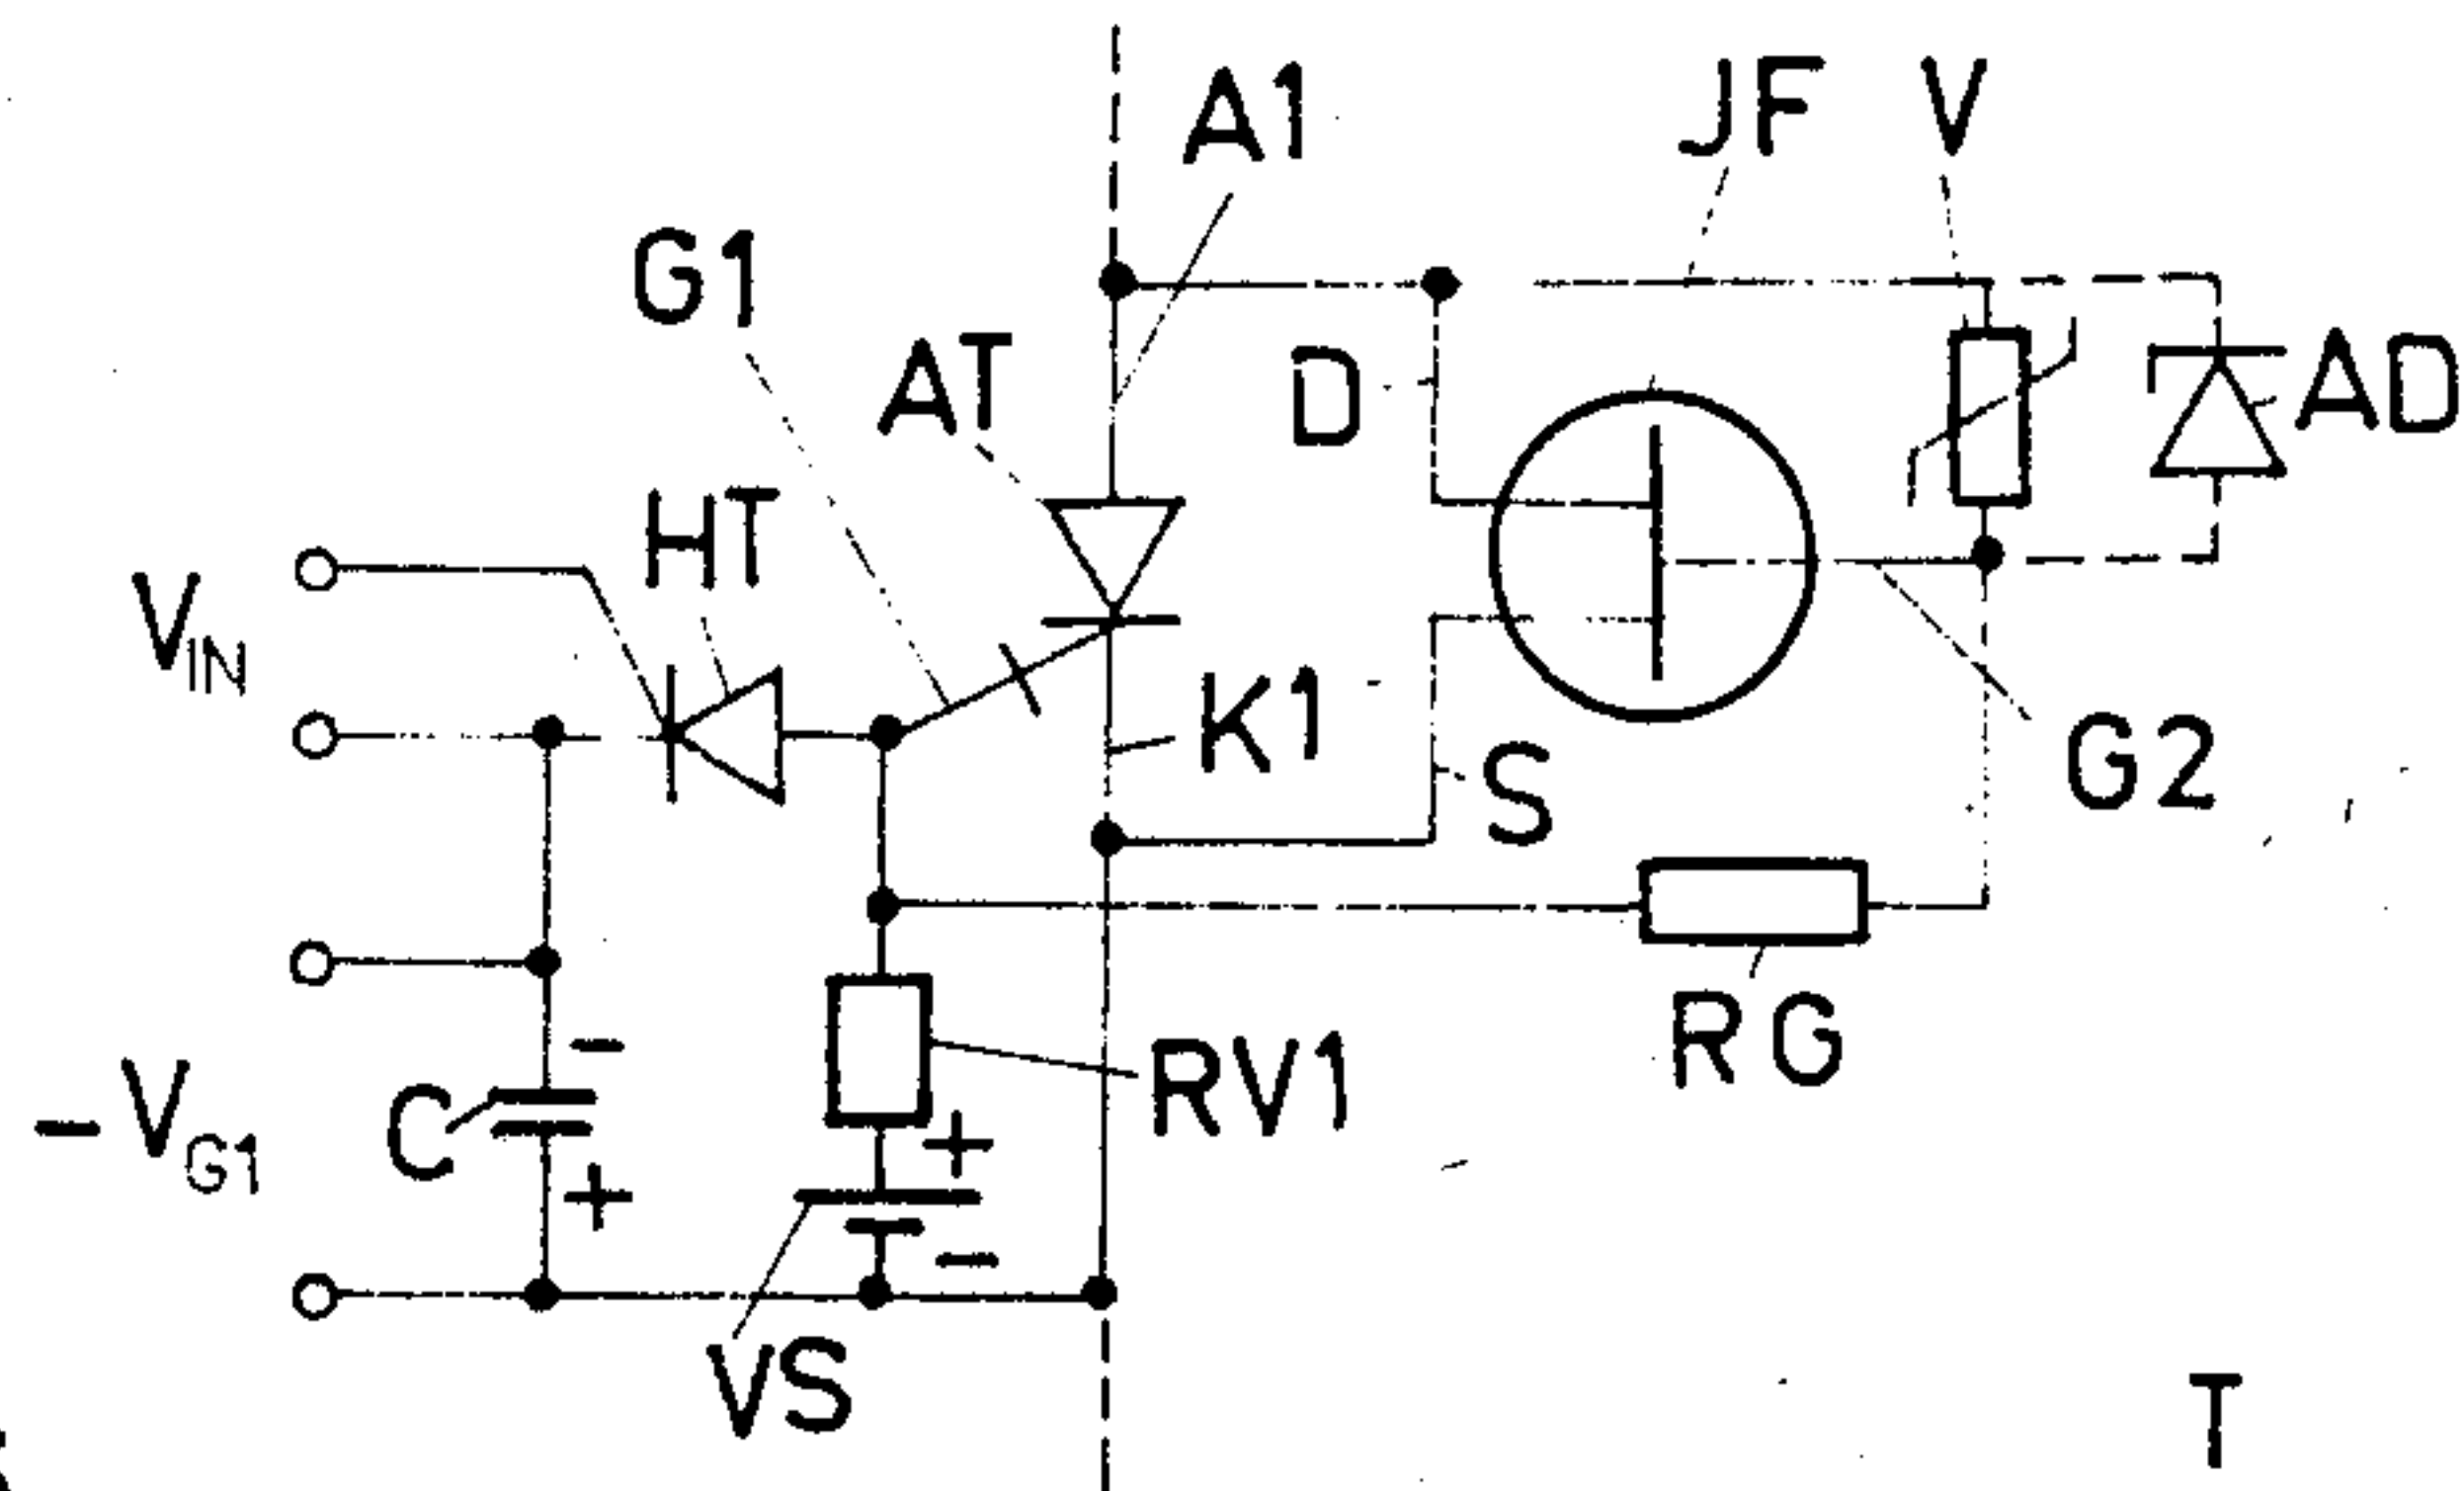 A1
JF V
G1
AT
D
AD
HT
V_IN
K1
S
G2
RG
RV1
-V_G1
C
-
+
+
-
VS
T